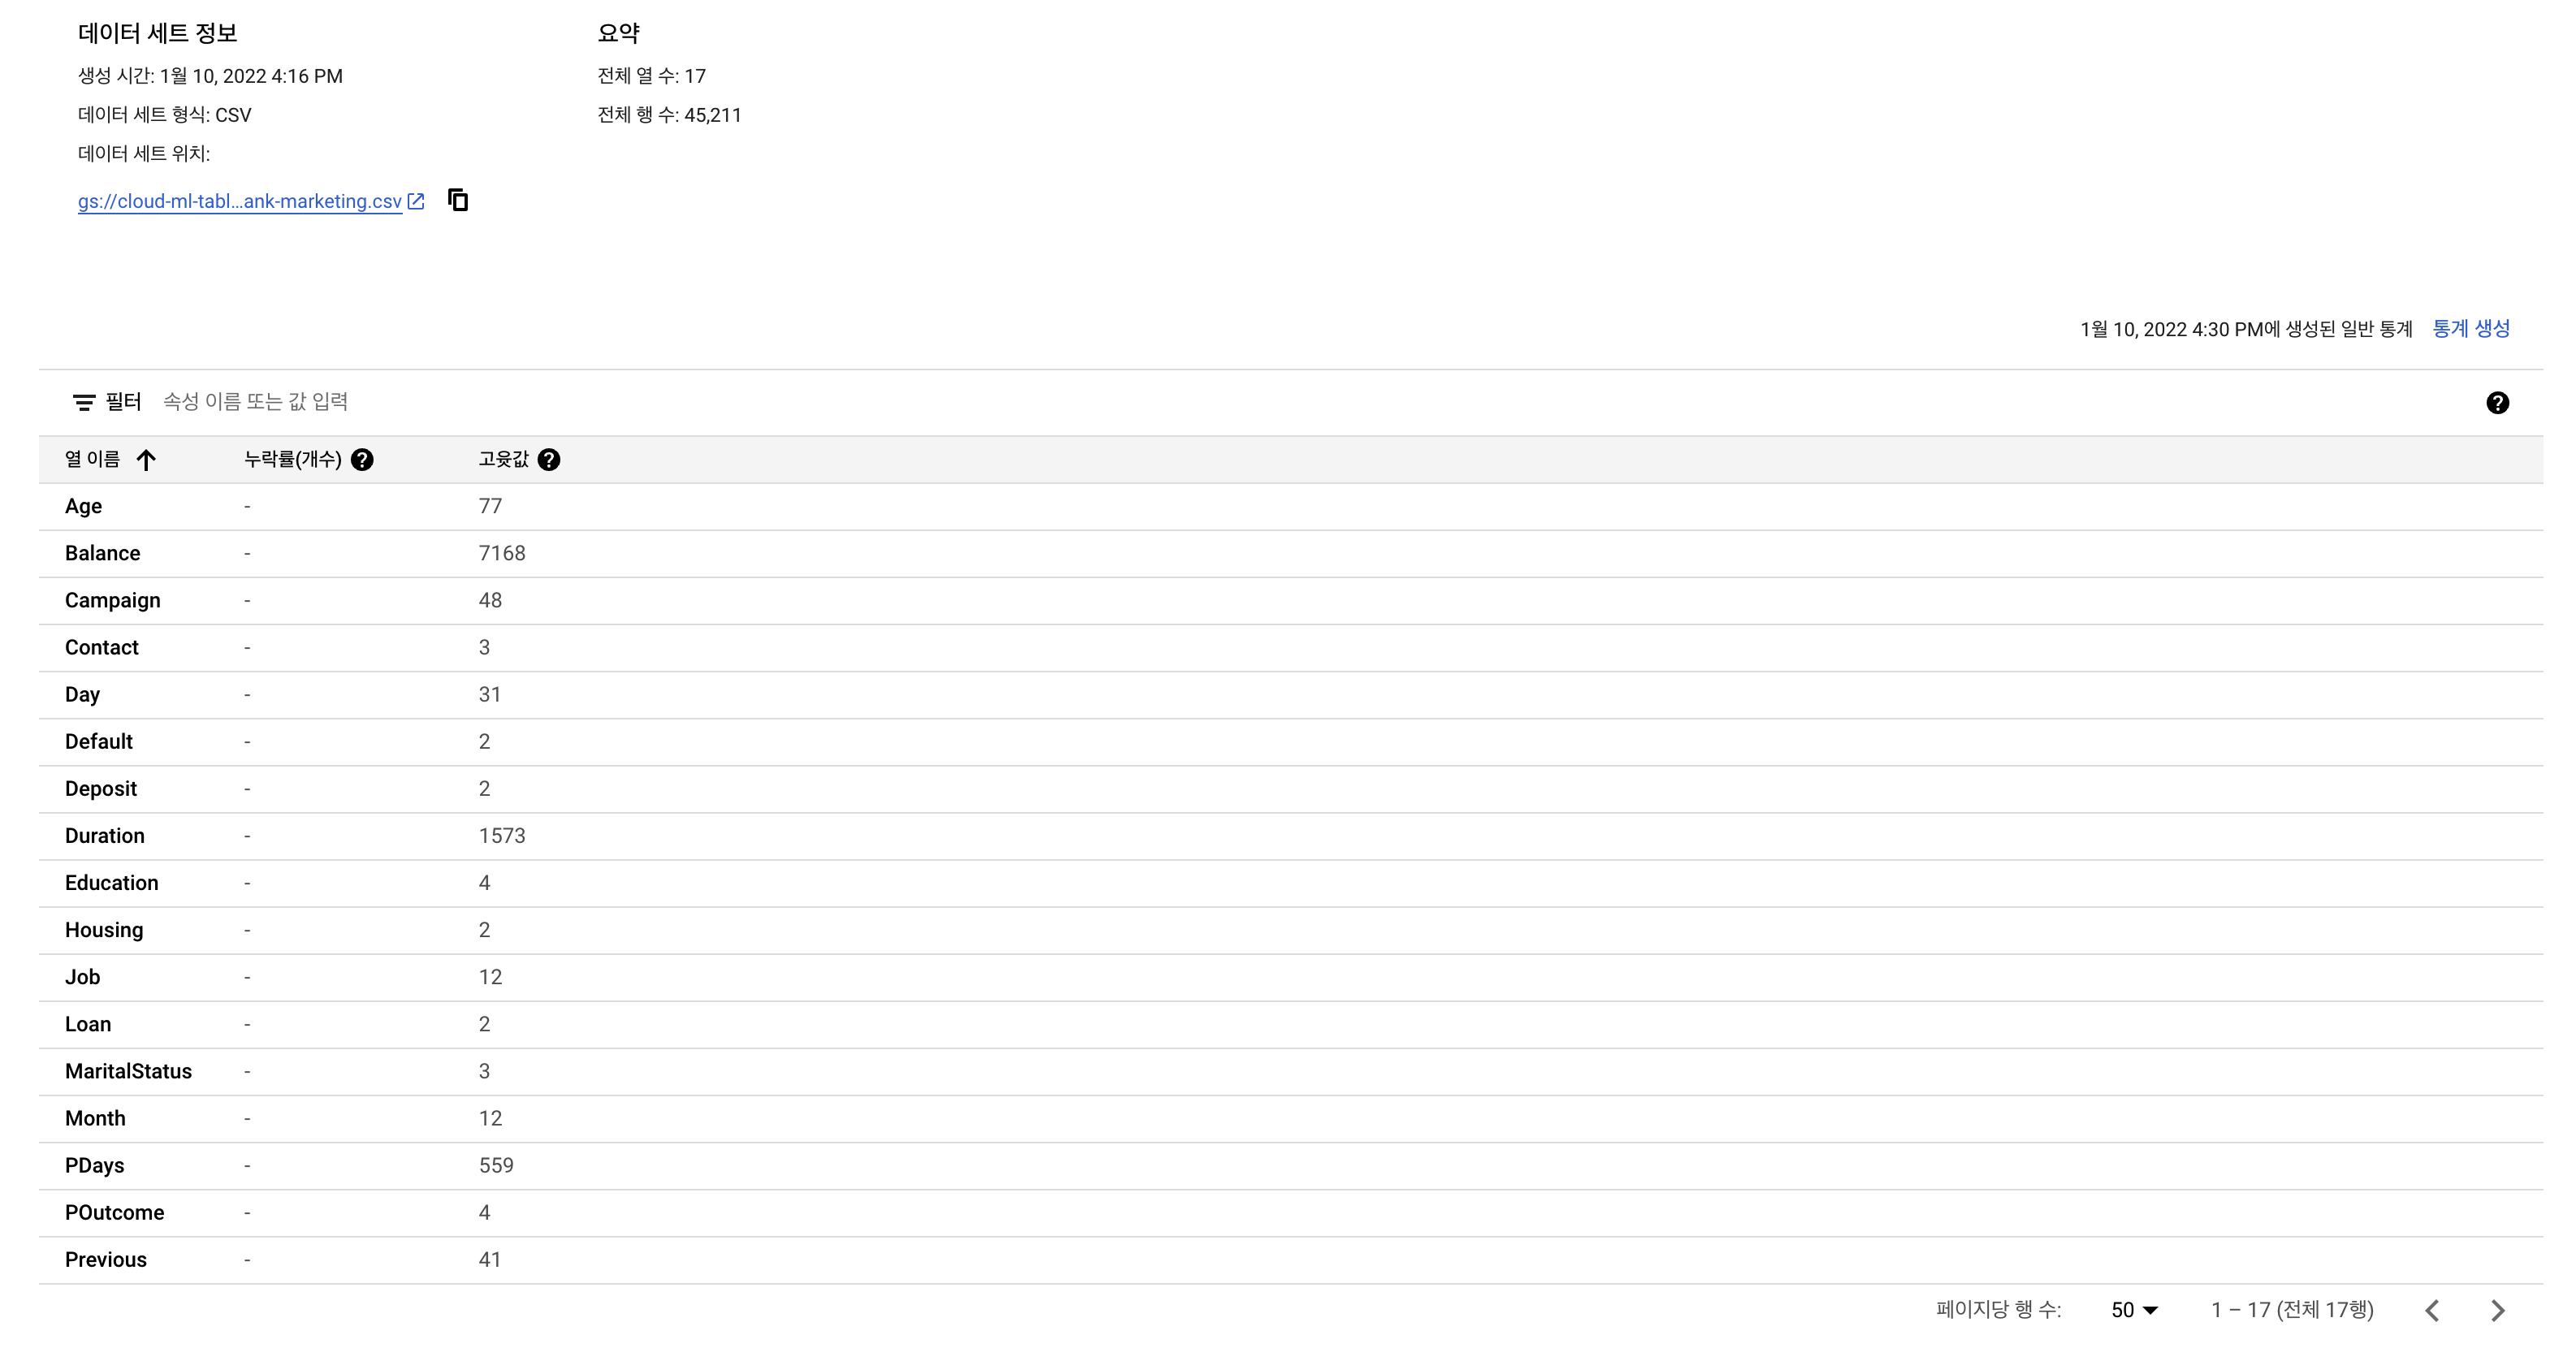 데이터 세트 정보
생성 시간: 1월 10, 2022 4:16 PM
데이터 세트 형식: CSV
데이터 세트 위치:
gs://cloud-ml-tabl...ank-marketing.csv
요약
전체 열 수: 17
전체 행 수: 45,211
1월 10, 2022 4:30 PM에 생성된 일반 통계 통계 생성
필터 속성 이름 또는 값 입력
열 이름 누락률(개수) 고윳값
Age - 77
Balance - 7168
Campaign - 48
Contact - 3
Day - 31
Default - 2
Deposit - 2
Duration - 1573
Education - 4
Housing - 2
Job - 12
Loan - 2
MaritalStatus - 3
Month - 12
PDays - 559
POutcome - 4
Previous - 41
페이지당 행 수: 50 1 – 17 (전체 17행)